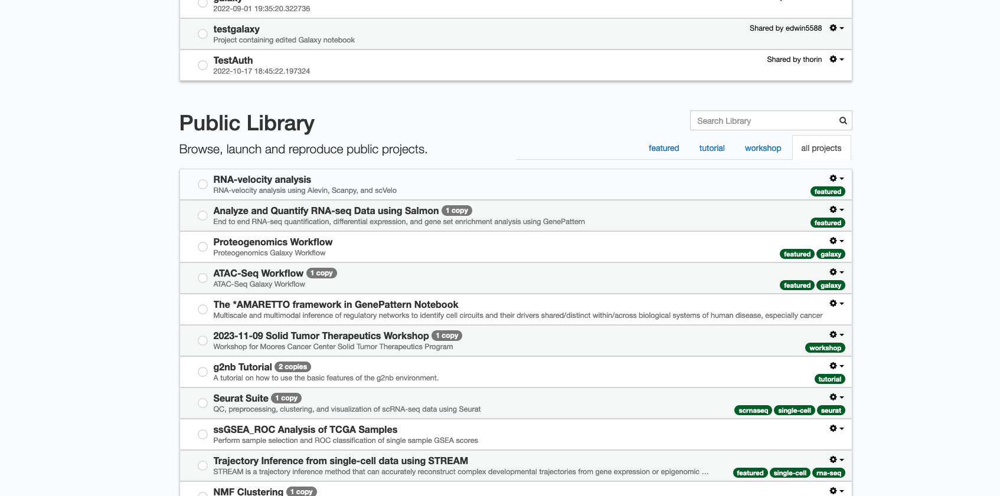 galaxy
2022-09-01 19:35:20.322736
testgalaxy
Shared by edwin5588
Project containing edited Galaxy notebook
TestAuth
Shared by thorin
2022-10-17 18:45:22.197324
Public Library
Search Library
Browse, launch and reproduce public projects.
featured tutorial workshop all projects
RNA-velocity analysis
RNA-velocity analysis using Alevin, Scanpy, and scVelo
featured
Analyze and Quantify RNA-seq Data using Salmon 1 copy
End to end RNA-seq quantification, differential expression, and gene set enrichment analysis using GenePattern
featured
Proteogenomics Workflow
Proteogenomics Galaxy Workflow
featured galaxy
ATAC-Seq Workflow 1 copy
ATAC-Seq Galaxy Workflow
featured galaxy
The *AMARETTO framework in GenePattern Notebook
Multiscale and multimodal inference of regulatory networks to identify cell circuits and their drivers shared/distinct within/across biological systems of human disease, especially cancer
2023-11-09 Solid Tumor Therapeutics Workshop 1 copy
Workshop for Moores Cancer Center Solid Tumor Therapeutics Program
workshop
g2nb Tutorial 2 copies
A tutorial on how to use the basic features of the g2nb environment.
tutorial
Seurat Suite 1 copy
QC, preprocessing, clustering, and visualization of scRNA-seq data using Seurat
scrnaseq single-cell seurat
ssGSEA_ROC Analysis of TCGA Samples
Perform sample selection and ROC classification of single sample GSEA scores
Trajectory Inference from single-cell data using STREAM
STREAM is a trajectory inference method that can accurately reconstruct complex developmental trajectories from gene expression or epigenomic ...
featured single-cell rna-seq
NMF Clustering 1 copy